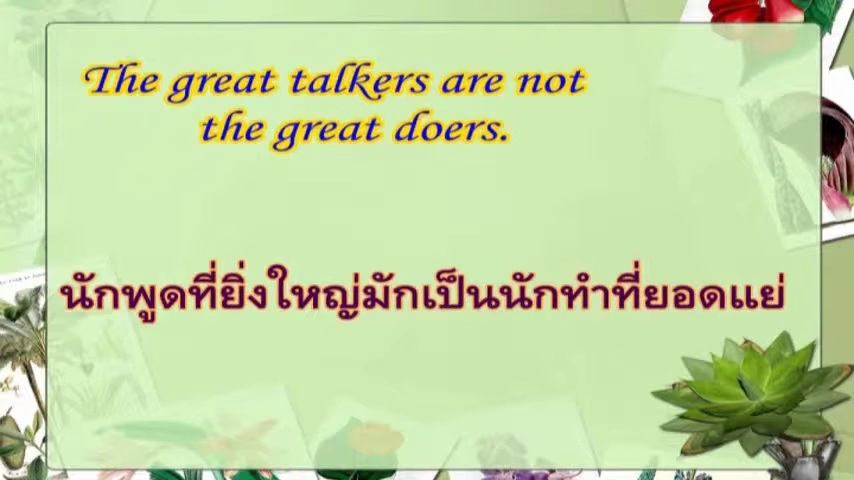 The great talkers are not
the great doers.
นักพูดที่ยิ่งใหญ่มักเป็นนักทำที่ยอดแย่